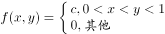 f(x, y) = { c, 0 < x < y < 1
0, 其他